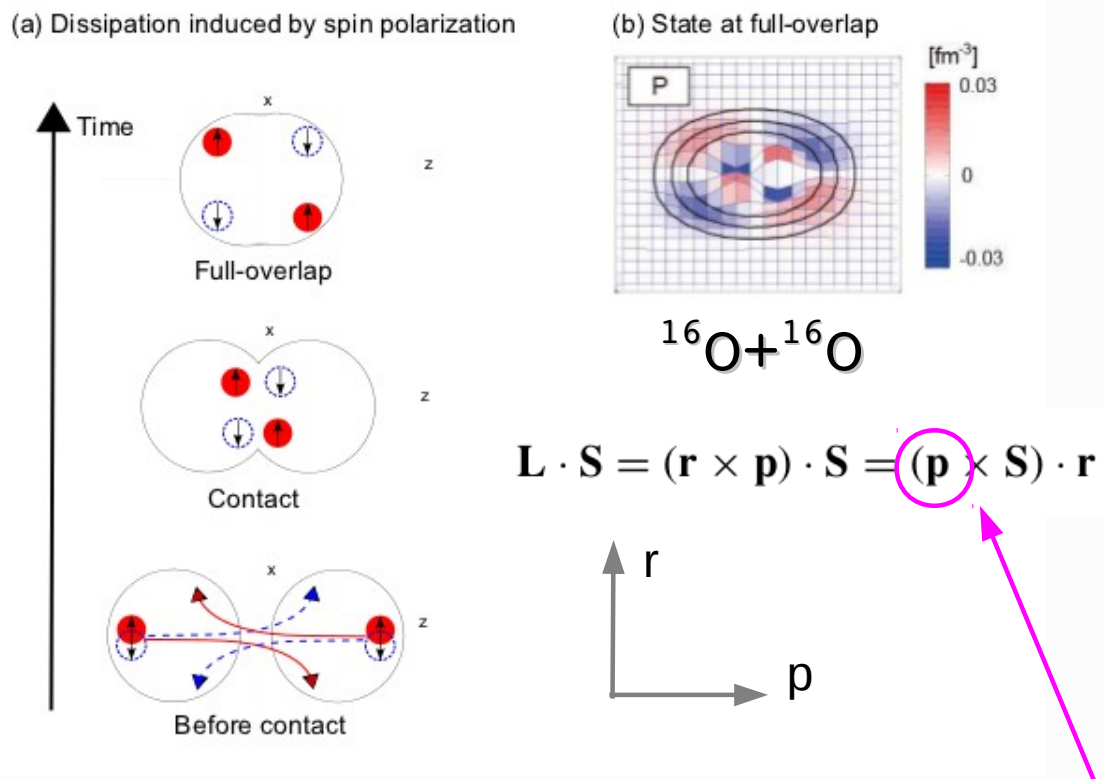 (a) Dissipation induced by spin polarization
Time
x
z
Full-overlap
x
z
Contact
x
z
Before contact
(b) State at full-overlap
P
[fm⁻³]
0.03
0
-0.03
¹⁶O+¹⁶O
L · S = (r × p) · S = (p × S) · r
r
p